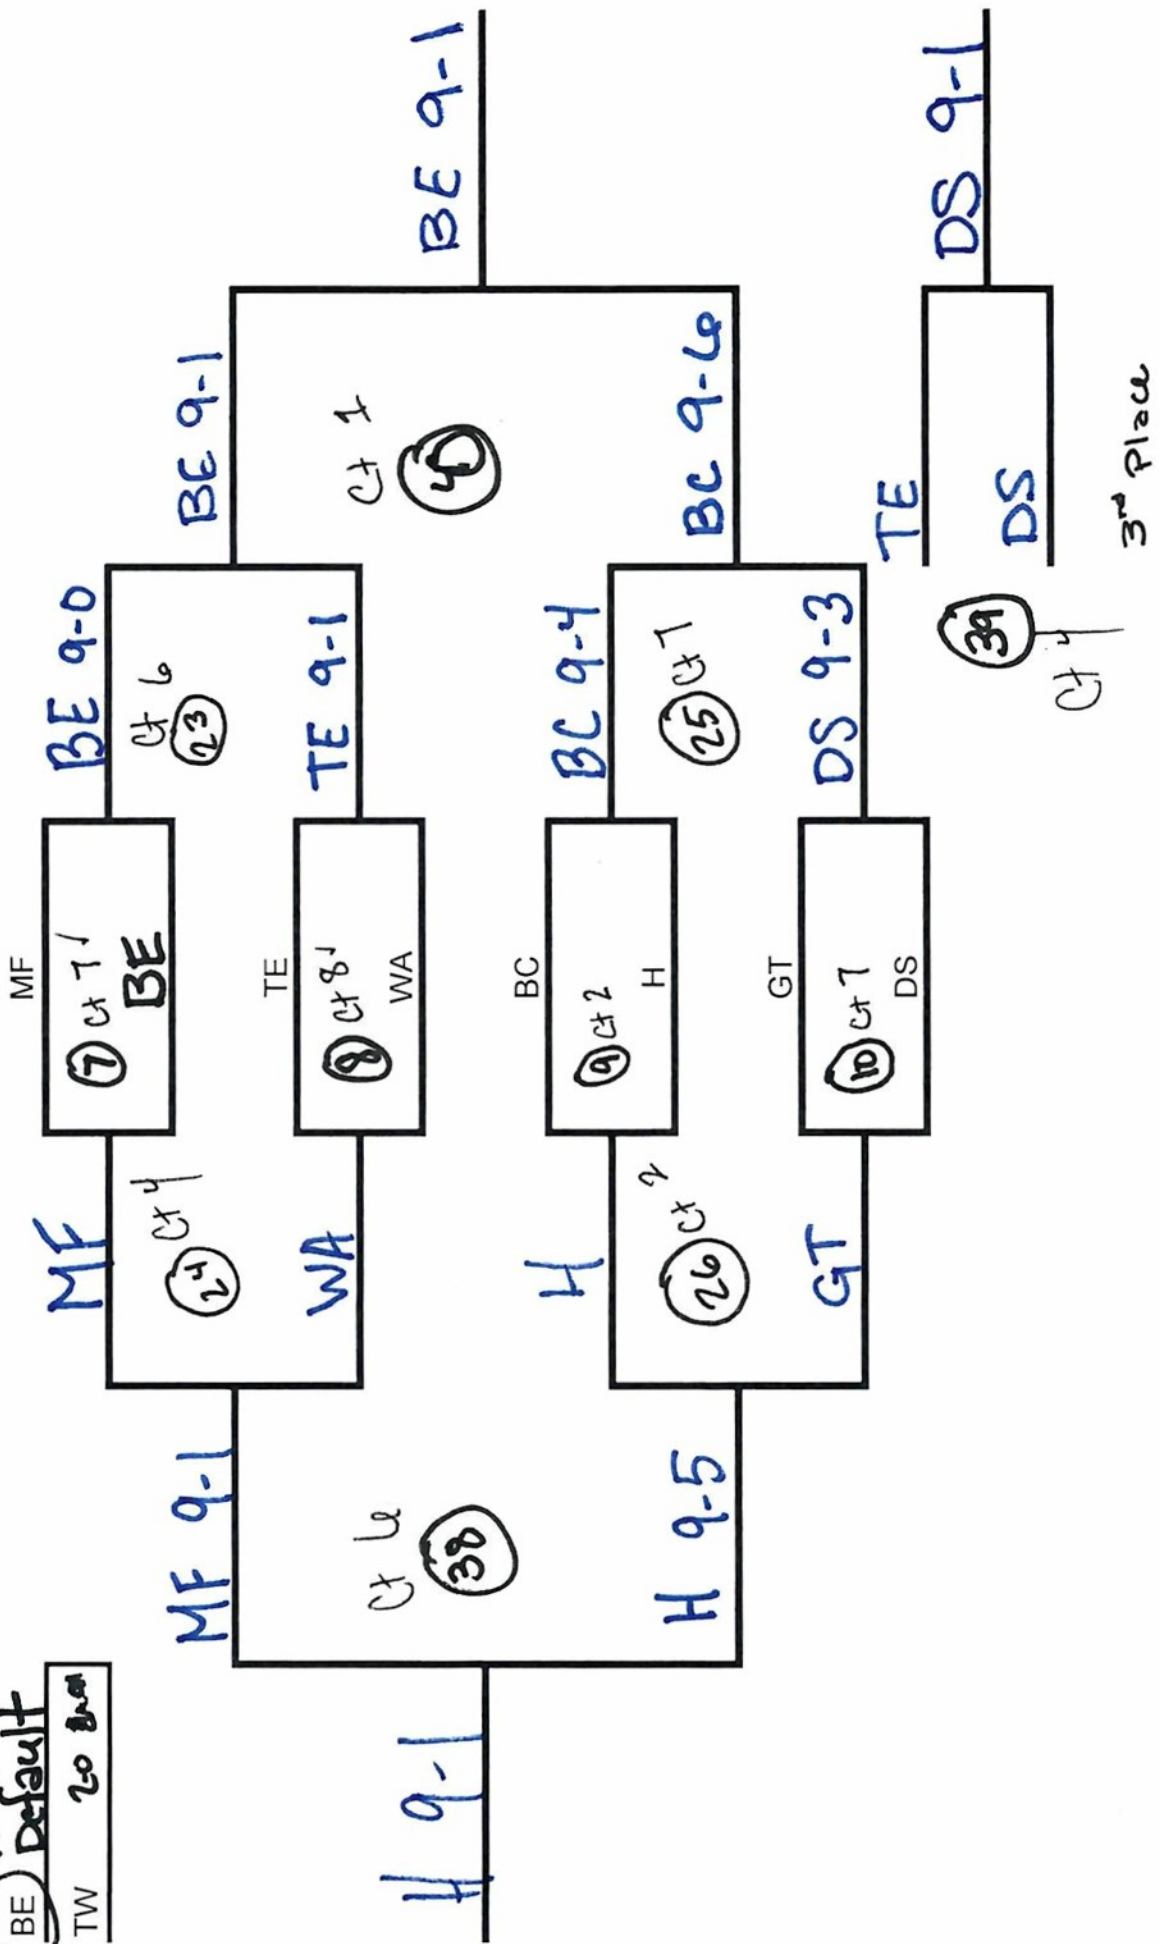 BE Default
TW 20
MF
MF
BE 9-0
7 Ct 7
BE
MF 9-1
24 Ct 4
23 Ct 6
BE 9-1
TE
WA
8 Ct 8
TE 9-1
WA
H 9-1
Ct 6
38
Ct 1
40
BE 9-1
BC
H
9 Ct 2
BC 9-4
H
H 9-5
26 Ct 2
25 Ct 7
BC 9-6
GT
GT
10 Ct 7
DS 9-3
DS
TE
39
Ct 4
DS
DS 9-1
3rd Place